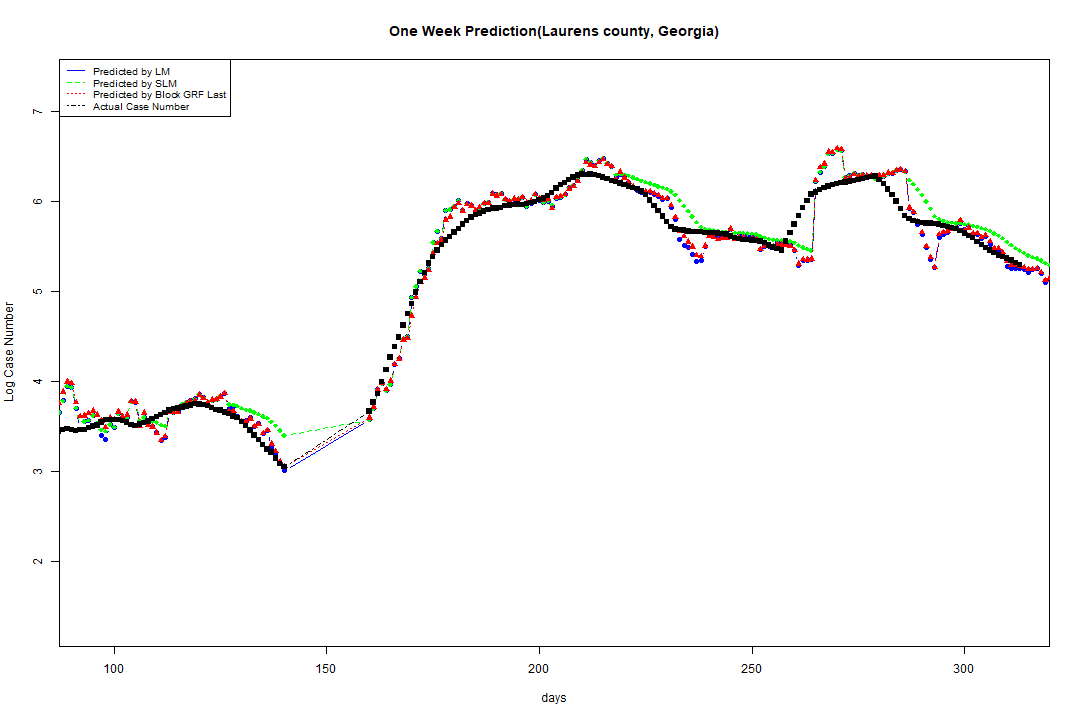 One Week Prediction(Laurens county, Georgia)
Predicted by LM
Predicted by SLM
Predicted by Block GRF Last
Actual Case Number
7
6
5
4
3
2
Log Case Number
100
150
200
250
300
days